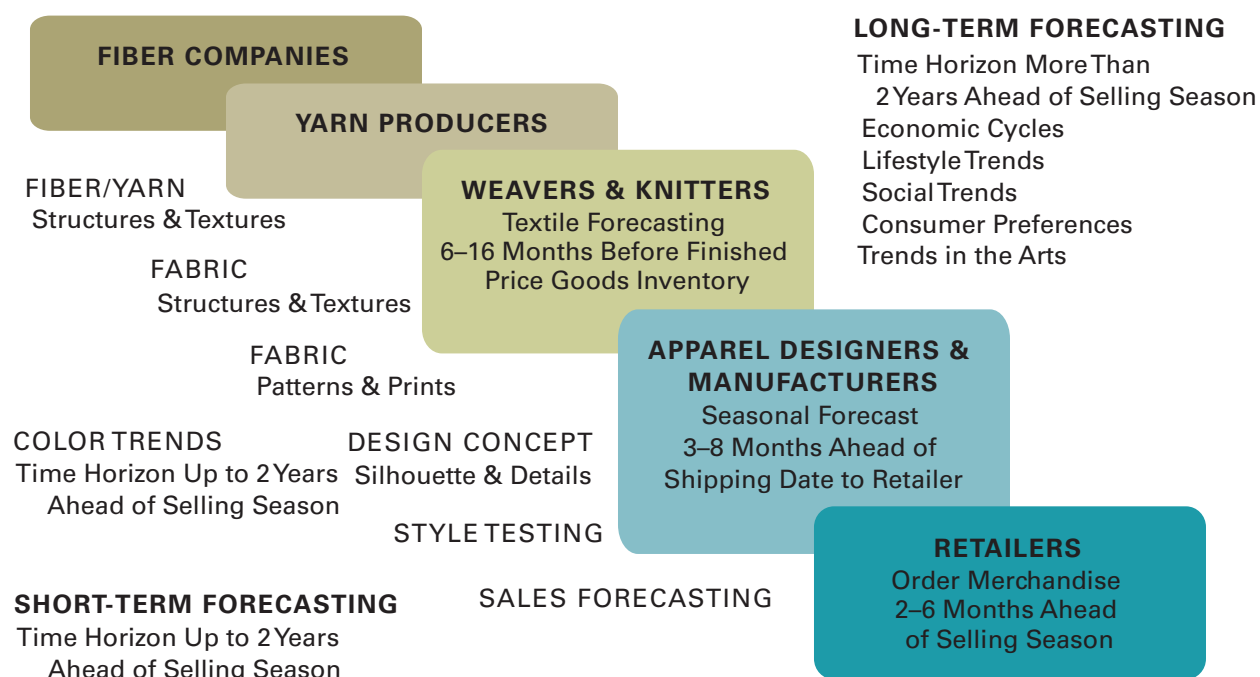 FIBER COMPANIES
YARN PRODUCERS
FIBER/YARN
Structures & Textures
WEAVERS & KNITTERS
Textile Forecasting
6–16 Months Before Finished
Price Goods Inventory
LONG-TERM FORECASTING
Time Horizon More Than
2 Years Ahead of Selling Season
Economic Cycles
Lifestyle Trends
Social Trends
Consumer Preferences
Trends in the Arts
FABRIC
Structures & Textures
FABRIC
Patterns & Prints
APPAREL DESIGNERS &
MANUFACTURERS
Seasonal Forecast
3–8 Months Ahead of
Shipping Date to Retailer
COLOR TRENDS
Time Horizon Up to 2 Years
Ahead of Selling Season
DESIGN CONCEPT
Silhouette & Details
STYLE TESTING
RETAILERS
Order Merchandise
2–6 Months Ahead
of Selling Season
SALES FORECASTING
SHORT-TERM FORECASTING
Time Horizon Up to 2 Years
Ahead of Selling Season